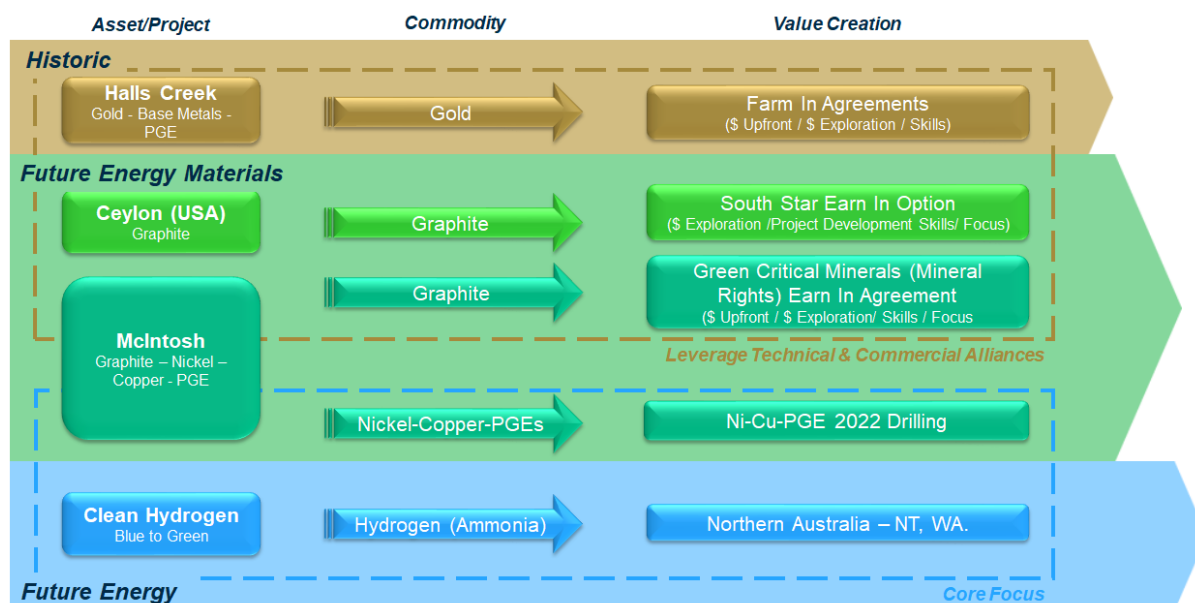 Asset/Project
Commodity
Value Creation
Historic
Halls Creek
Gold - Base Metals -
PGE
Gold
Farm In Agreements
($ Upfront / $ Exploration / Skills)
Future Energy Materials
Ceylon (USA)
Graphite
Graphite
South Star Earn In Option
($ Exploration /Project Development Skills/ Focus)
McIntosh
Graphite – Nickel –
Copper - PGE
Graphite
Green Critical Minerals (Mineral
Rights) Earn In Agreement
($ Upfront / $ Exploration/ Skills / Focus
Leverage Technical & Commercial Alliances
Nickel-Copper-PGEs
Ni-Cu-PGE 2022 Drilling
Clean Hydrogen
Blue to Green
Hydrogen (Ammonia)
Northern Australia – NT, WA.
Future Energy
Core Focus